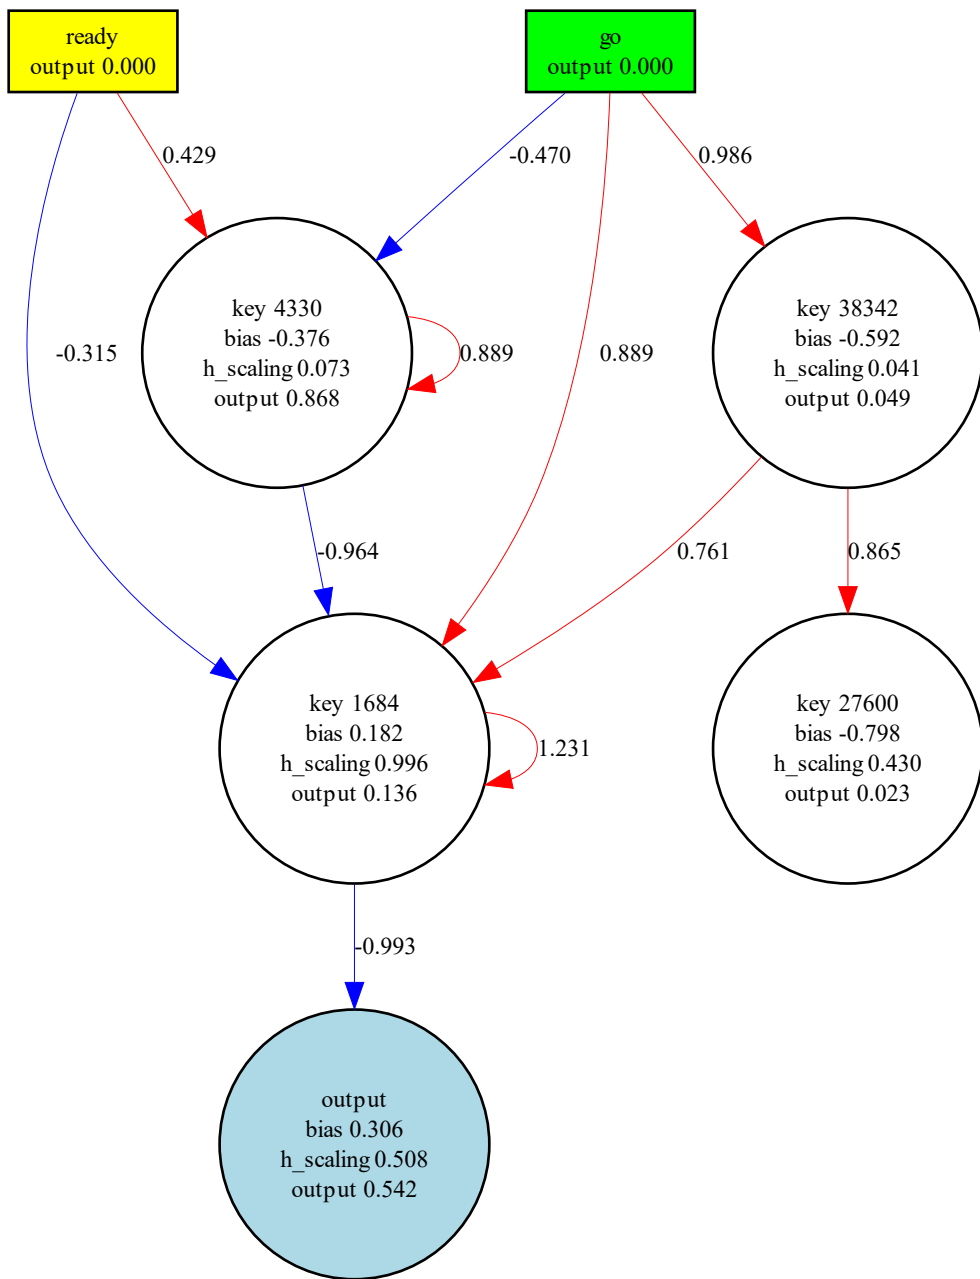 ready
output 0.000
go
output 0.000
0.429
-0.470
0.986
key 4330
bias -0.376
h_scaling 0.073
output 0.868
key 38342
bias -0.592
h_scaling 0.041
output 0.049
-0.315
0.889
0.889
-0.964
0.761
0.865
key 1684
bias 0.182
h_scaling 0.996
output 0.136
1.231
key 27600
bias -0.798
h_scaling 0.430
output 0.023
-0.993
output
bias 0.306
h_scaling 0.508
output 0.542